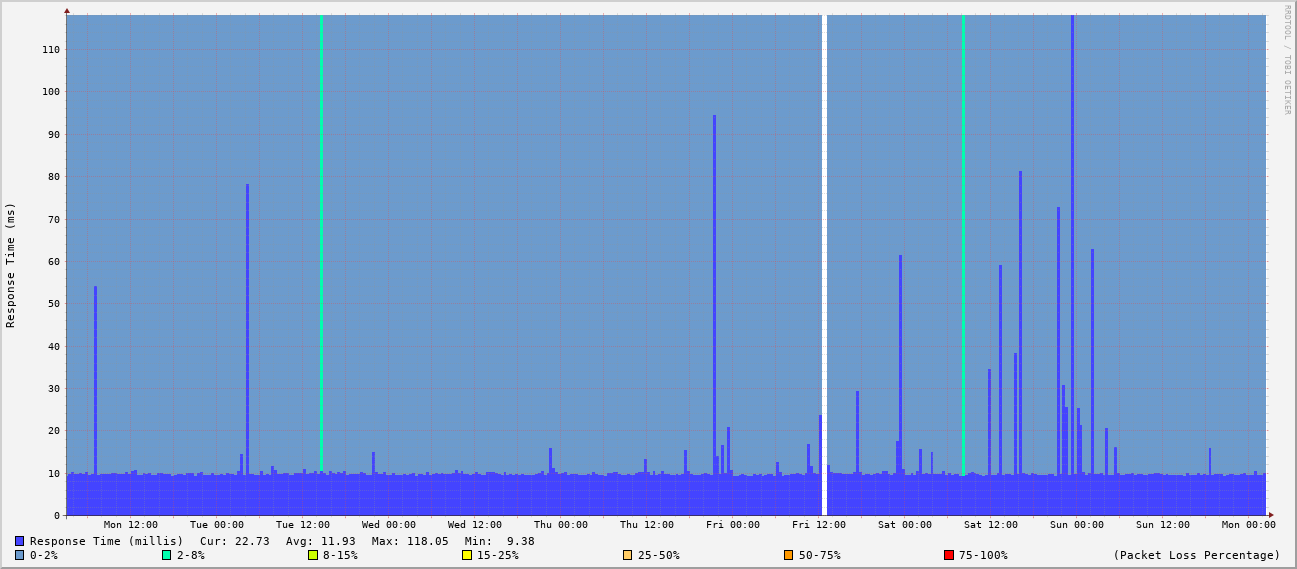 RRDTOOL / TOBI OETIKER
Response Time (ms)
110
100
90
80
70
60
50
40
30
20
10
0
Mon 12:00 Tue 00:00 Tue 12:00 Wed 00:00 Wed 12:00 Thu 00:00 Thu 12:00 Fri 00:00 Fri 12:00 Sat 00:00 Sat 12:00 Sun 00:00 Sun 12:00 Mon 00:00
Response Time (millis) Cur: 22.73 Avg: 11.93 Max: 118.05 Min: 9.38
0-2% 2-8% 8-15% 15-25% 25-50% 50-75% 75-100% (Packet Loss Percentage)